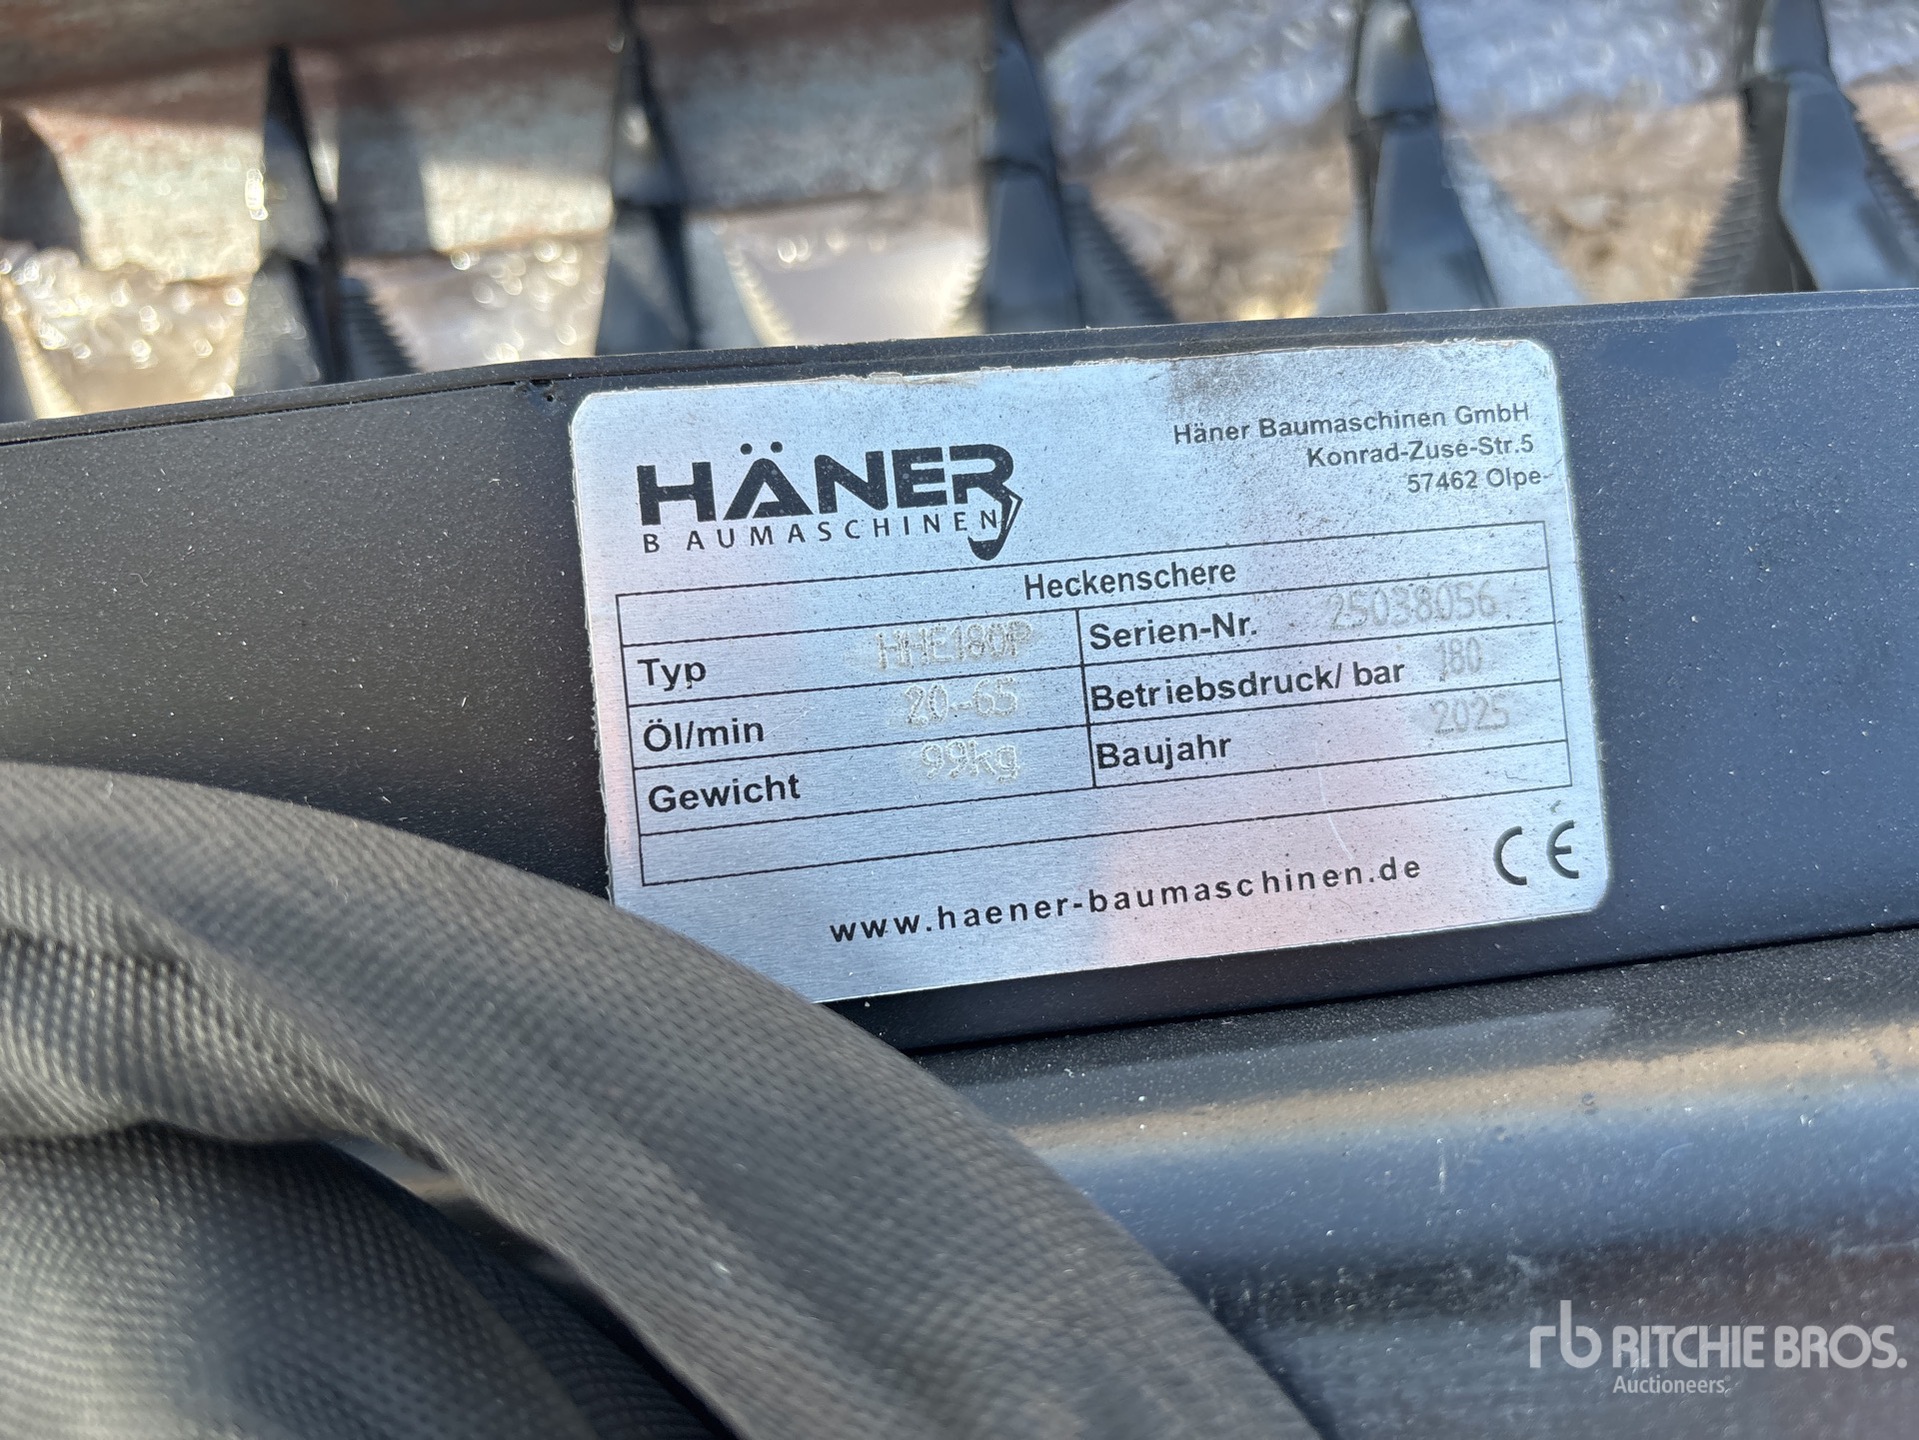 HÄNER
BAUMASCHINEN
Häner Baumaschinen GmbH
Konrad-Zuse-Str.5
57462 Olpe
Heckenschere
Typ HHE180P Serien-Nr. 25038056
Öl/min 20-65 Betriebsdruck/ bar 180
Gewicht 99kg Baujahr 2025
www.haener-baumaschinen.de CE
rb RITCHIE BROS.
Auctioneers